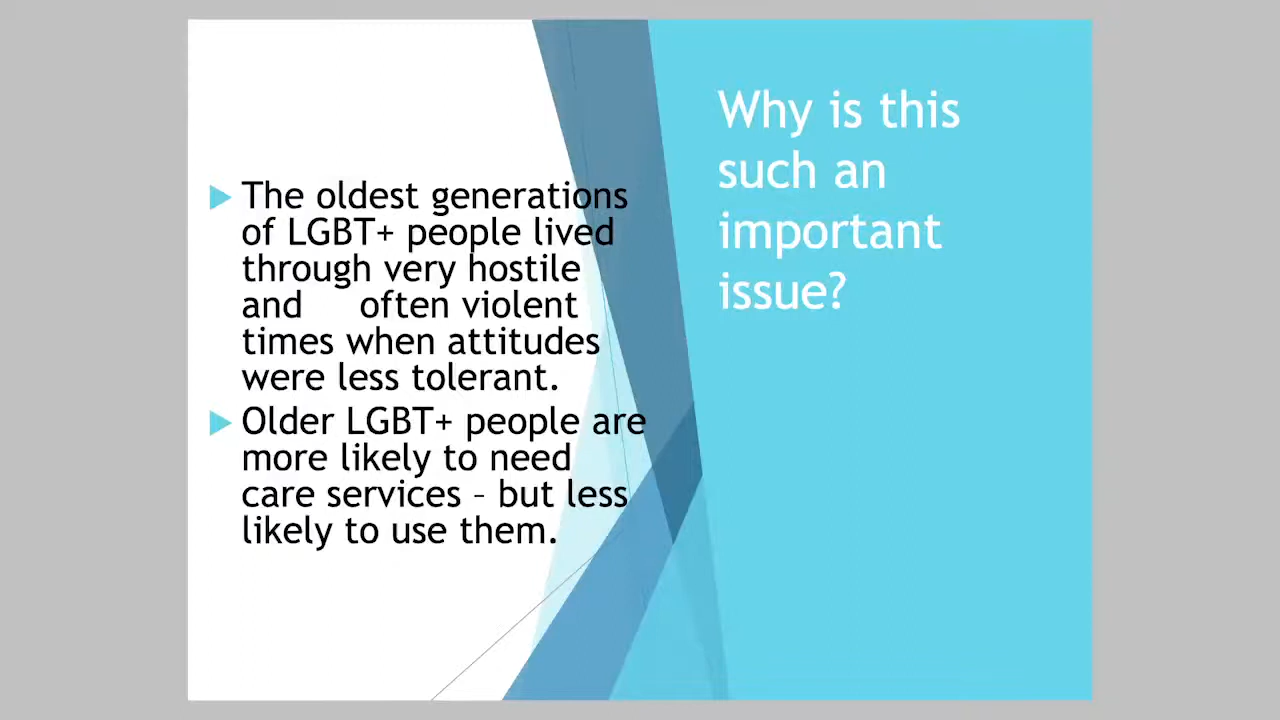 Why is this
such an
important
issue?
The oldest generations
of LGBT+ people lived
through very hostile
and often violent
times when attitudes
were less tolerant.
Older LGBT+ people are
more likely to need
care services – but less
likely to use them.